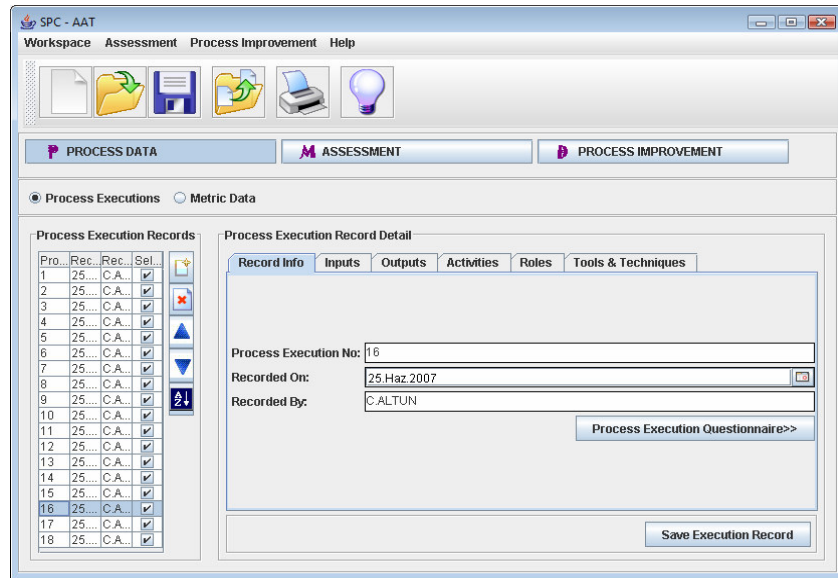 SPC - AAT
Workspace Assessment Process Improvement Help
P PROCESS DATA M ASSESSMENT PROCESS IMPROVEMENT
Process Executions Metric Data
Process Execution Records
Pro... Rec... Rec... Sel...
1 25.... C.A...
2 25.... C.A...
3 25.... C.A...
4 25.... C.A...
5 25.... C.A...
6 25.... C.A...
7 25.... C.A...
8 25.... C.A...
9 25.... C.A...
10 25.... C.A...
11 25.... C.A...
12 25.... C.A...
13 25.... C.A...
14 25.... C.A...
15 25.... C.A...
16 25.... C.A...
17 25.... C.A...
18 25.... C.A...
A
Z
Process Execution Record Detail
Record Info Inputs Outputs Activities Roles Tools & Techniques
Process Execution No: 16
Recorded On: 25.Haz.2007
Recorded By: C.ALTUN
Process Execution Questionnaire>>
Save Execution Record